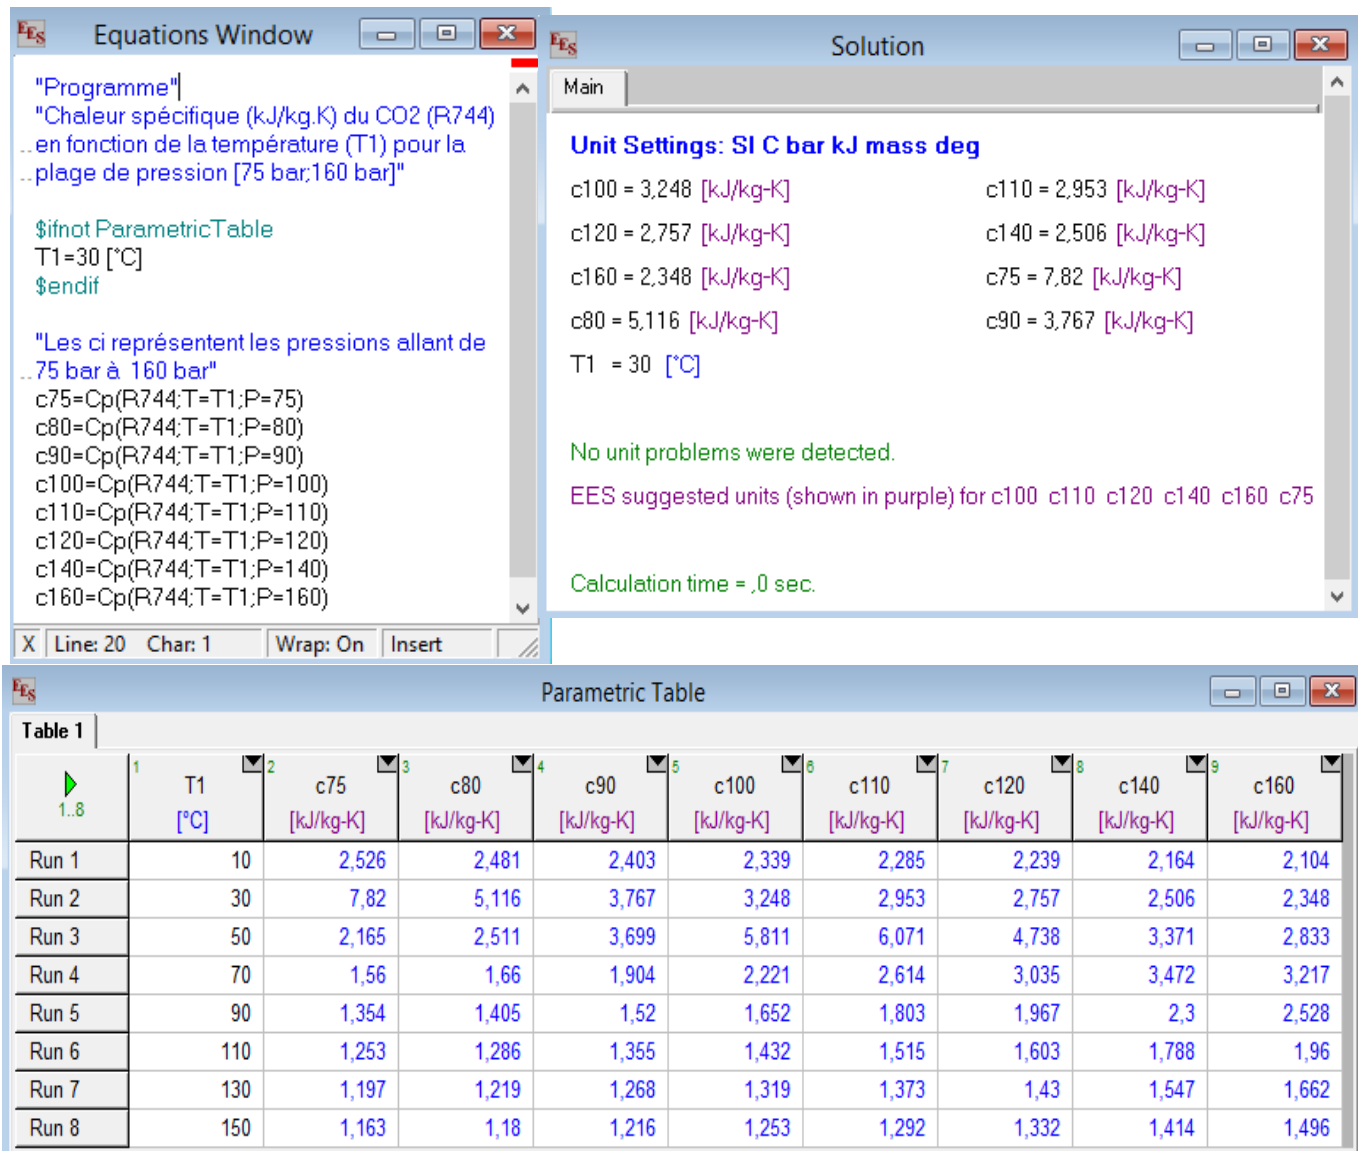 EES Equations Window
"Programme"
"Chaleur spécifique (kJ/kg.K) du CO2 (R744)
..en fonction de la température (T1) pour la
..plage de pression [75 bar;160 bar]"
$ifnot ParametricTable
T1=30 [°C]
$endif
"Les ci représentent les pressions allant de
..75 bar à 160 bar"
c75=Cp(R744;T=T1;P=75)
c80=Cp(R744;T=T1;P=80)
c90=Cp(R744;T=T1;P=90)
c100=Cp(R744;T=T1;P=100)
c110=Cp(R744;T=T1;P=110)
c120=Cp(R744;T=T1;P=120)
c140=Cp(R744;T=T1;P=140)
c160=Cp(R744;T=T1;P=160)
X Line: 20 Char: 1 Wrap: On Insert
EES Solution
Main
Unit Settings: SI C bar kJ mass deg
c100 = 3,248 [kJ/kg-K] c110 = 2,953 [kJ/kg-K]
c120 = 2,757 [kJ/kg-K] c140 = 2,506 [kJ/kg-K]
c160 = 2,348 [kJ/kg-K] c75 = 7,82 [kJ/kg-K]
c80 = 5,116 [kJ/kg-K] c90 = 3,767 [kJ/kg-K]
T1 = 30 [°C]
No unit problems were detected.
EES suggested units (shown in purple) for c100 c110 c120 c140 c160 c75
Calculation time = ,0 sec.
EES Parametric Table
Table 1
1 2 3 4 5 6 7 8 9
T1 c75 c80 c90 c100 c110 c120 c140 c160
1..8 [°C] [kJ/kg-K] [kJ/kg-K] [kJ/kg-K] [kJ/kg-K] [kJ/kg-K] [kJ/kg-K] [kJ/kg-K] [kJ/kg-K]
Run 1 10 2,526 2,481 2,403 2,339 2,285 2,239 2,164 2,104
Run 2 30 7,82 5,116 3,767 3,248 2,953 2,757 2,506 2,348
Run 3 50 2,165 2,511 3,699 5,811 6,071 4,738 3,371 2,833
Run 4 70 1,56 1,66 1,904 2,221 2,614 3,035 3,472 3,217
Run 5 90 1,354 1,405 1,52 1,652 1,803 1,967 2,3 2,528
Run 6 110 1,253 1,286 1,355 1,432 1,515 1,603 1,788 1,96
Run 7 130 1,197 1,219 1,268 1,319 1,373 1,43 1,547 1,662
Run 8 150 1,163 1,18 1,216 1,253 1,292 1,332 1,414 1,496